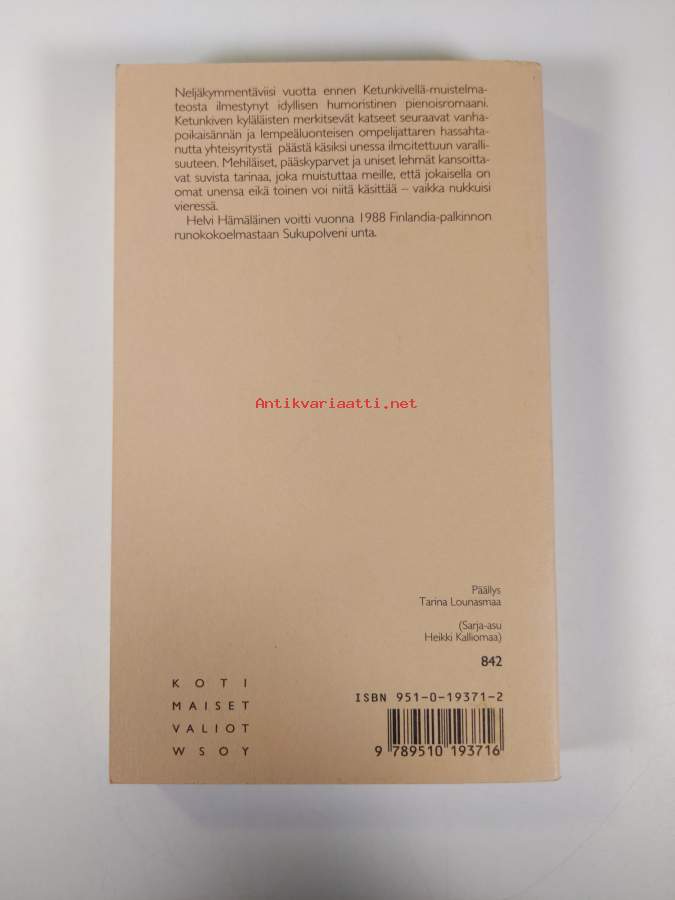 Neljäkymmentäviisi vuotta ennen Ketunkivellä-muistelma-
teosta ilmestynyt idyllisen humoristinen pienoisromaani.
Ketunkiven kyläläisten merkitsevät katseet seuraavat vanha-
poikaisännän ja lempeäluonteisen ompelijattaren hassahta-
nutta yhteisyritystä päästä käsiksi unessa ilmoitettuun varalli-
suuteen. Mehiläiset, pääskyparvet ja uniset lehmät kansoitta-
vat suvista tarinaa, joka muistuttaa meille, että jokaisella on
omat unensa eikä toinen voi niitä käsittää – vaikka nukkuisi
vieressä.
Helvi Hämäläinen voitti vuonna 1988 Finlandia-palkinnon
runokokoelmastaan Sukupolveni unta.
Antikvariaatti.net
Päällys
Tarina Lounasmaa
(Sarja-asu
Heikki Kalliomaa)
842
KOTI
MAISET
VALIOT
WSOY
ISBN 951-0-19371-2
9 789510 193716